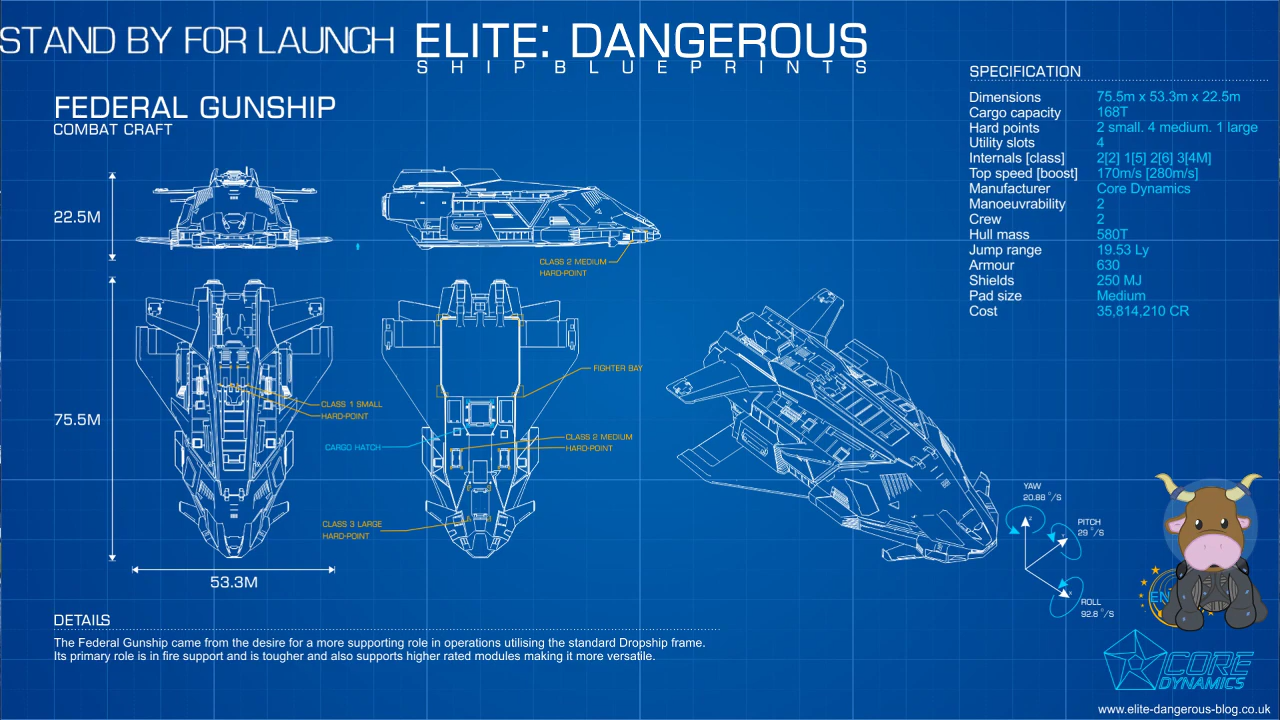 STAND BY FOR LAUNCH ELITE: DANGEROUS
SHIPBLUEPRINTS
FEDERAL GUNSHIP
COMBAT CRAFT
SPECIFICATION
Dimensions 75.5m x 53.3m x 22.5m
Cargo capacity 168T
Hard points 2 small. 4 medium. 1 large
Utility slots 4
Internals [class] 2[2] 1[5] 2[6] 3[4M]
Top speed [boost] 170m/s [280m/s]
Manufacturer Core Dynamics
Manoeuvrability 2
Crew 2
Hull mass 580T
Jump range 19.53 Ly
Armour 630
Shields 250 MJ
Pad size Medium
Cost 35,814,210 CR
22.5M
CLASS 2 MEDIUM
HARD-POINT
FIGHTER BAY
CLASS 1 SMALL
HARD-POINT
75.5M
CARGO HATCH
CLASS 2 MEDIUM
HARD-POINT
CLASS 3 LARGE
HARD-POINT
53.3M
YAW
20.88 °/S
Z
PITCH
29 °/S
Y
ROLL
92.8 °/S
X
EN
DETAILS
The Federal Gunship came from the desire for a more supporting role in operations utilising the standard Dropship frame.
Its primary role is in fire support and is tougher and also supports higher rated modules making it more versatile.
CORE
DYNAMICS
www.elite-dangerous-blog.co.uk